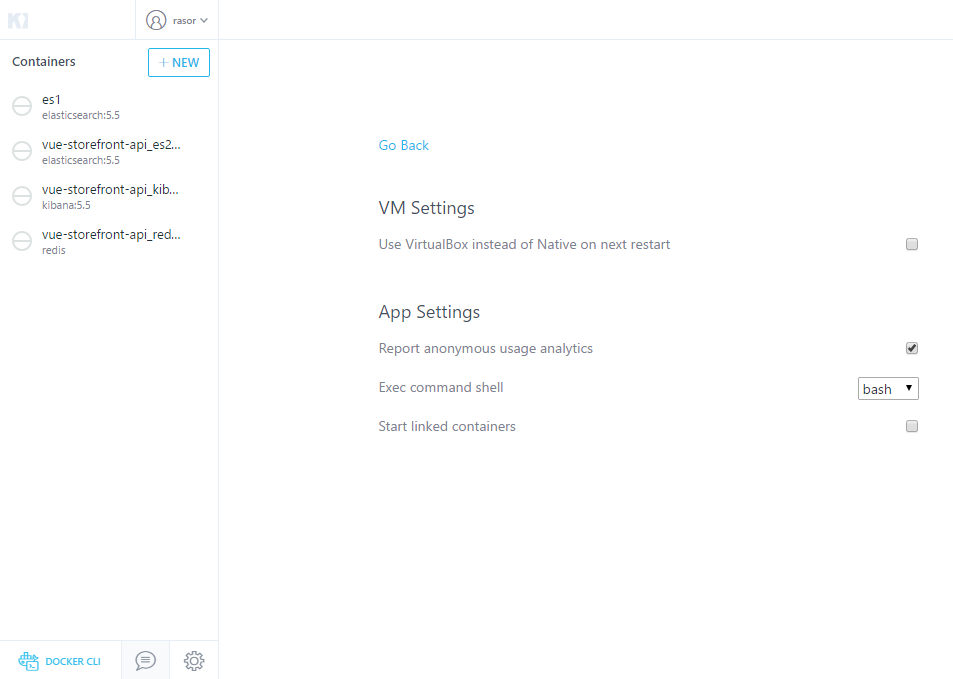 rasor
Containers
+ NEW
es1
elasticsearch:5.5
vue-storefront-api_es2...
elasticsearch:5.5
vue-storefront-api_kib...
kibana:5.5
vue-storefront-api_red...
redis
DOCKER CLI
Go Back
VM Settings
Use VirtualBox instead of Native on next restart
App Settings
Report anonymous usage analytics
Exec command shell
bash
Start linked containers